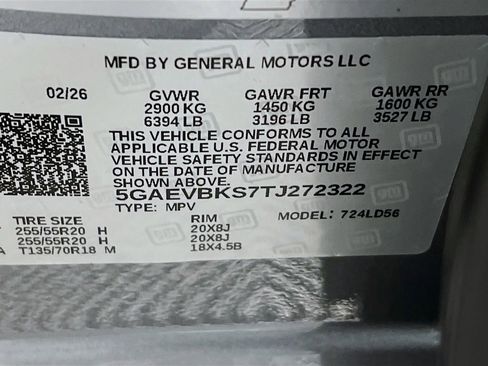 MFD BY GENERAL MOTORS LLC
02/26 GVWR GAWR FRT GAWR RR
2900 KG 1450 KG 1600 KG
6394 LB 3196 LB 3527 LB
THIS VEHICLE CONFORMS TO ALL
APPLICABLE U.S. FEDERAL MOTOR
VEHICLE SAFETY STANDARDS IN EFFECT
ON THE DATE OF MANUFACTURE
SHOWN ABOVE.
5GAEVBKS7TJ272322
TYPE: MPV MODEL: 724LD56
TIRE SIZE RIM
255/55R20 H 20X8J
255/55R20 H 20X8J
A T135/70R18 M 18X4.5B